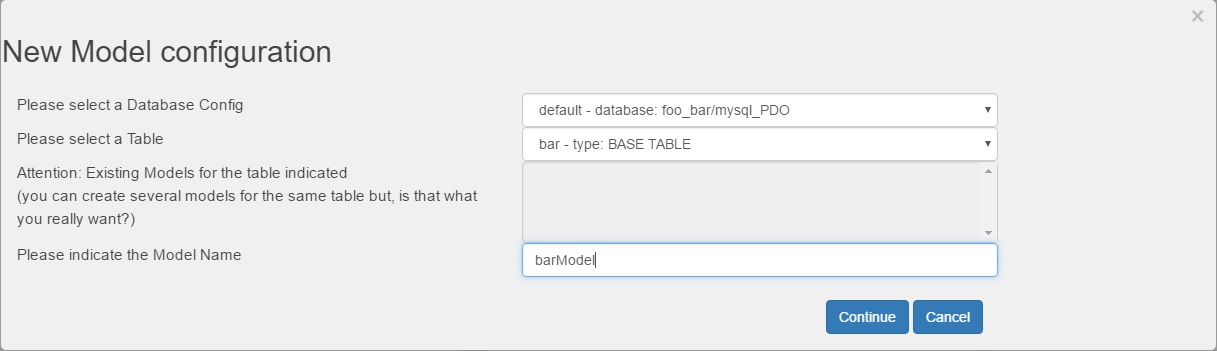 ×
New Model configuration
Please select a Database Config
default - database: foo_bar/mysql_PDO
Please select a Table
bar - type: BASE TABLE
Attention: Existing Models for the table indicated
(you can create several models for the same table but, is that what
you really want?)
Please indicate the Model Name
barModel
Continue Cancel